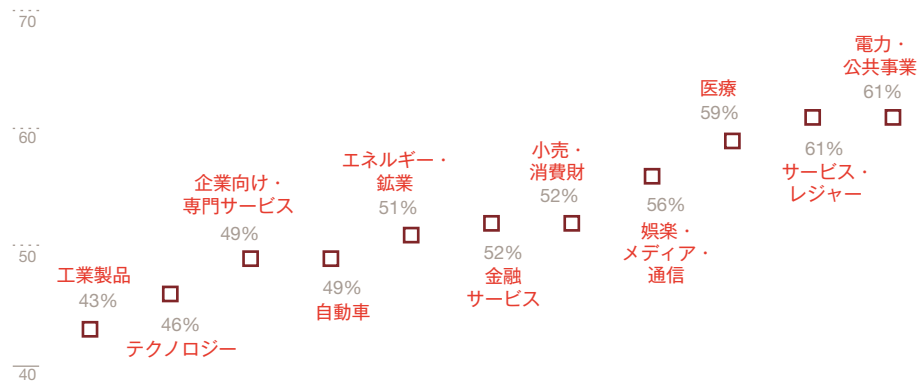 70
60
50
40
工業製品
43%
46%
テクノロジー
企業向け・
専門サービス
49%
49%
自動車
エネルギー・
鉱業
51%
52%
金融
サービス
小売・
消費財
52%
56%
娯楽・
メディア・
通信
医療
59%
61%
サービス・
レジャー
電力・
公共事業
61%